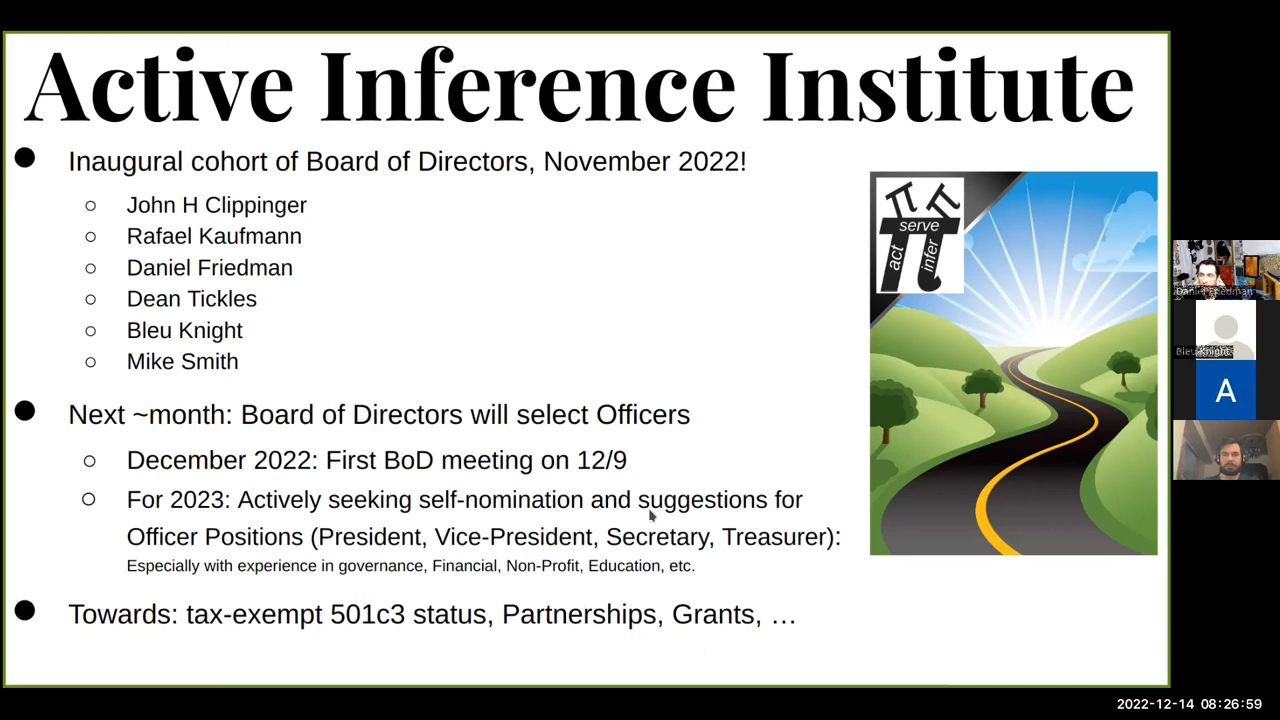 Active Inference Institute
● Inaugural cohort of Board of Directors, November 2022!
○ John H Clippinger
○ Rafael Kaufmann
○ Daniel Friedman
○ Dean Tickles
○ Bleu Knight
○ Mike Smith
● Next ~month: Board of Directors will select Officers
○ December 2022: First BoD meeting on 12/9
○ For 2023: Actively seeking self-nomination and suggestions for
Officer Positions (President, Vice-President, Secretary, Treasurer):
Especially with experience in governance, Financial, Non-Profit, Education, etc.
● Towards: tax-exempt 501c3 status, Partnerships, Grants, …
π π
serve
act
infer
Daniel Friedman
Bleu Knight
A
2022-12-14 08:26:59